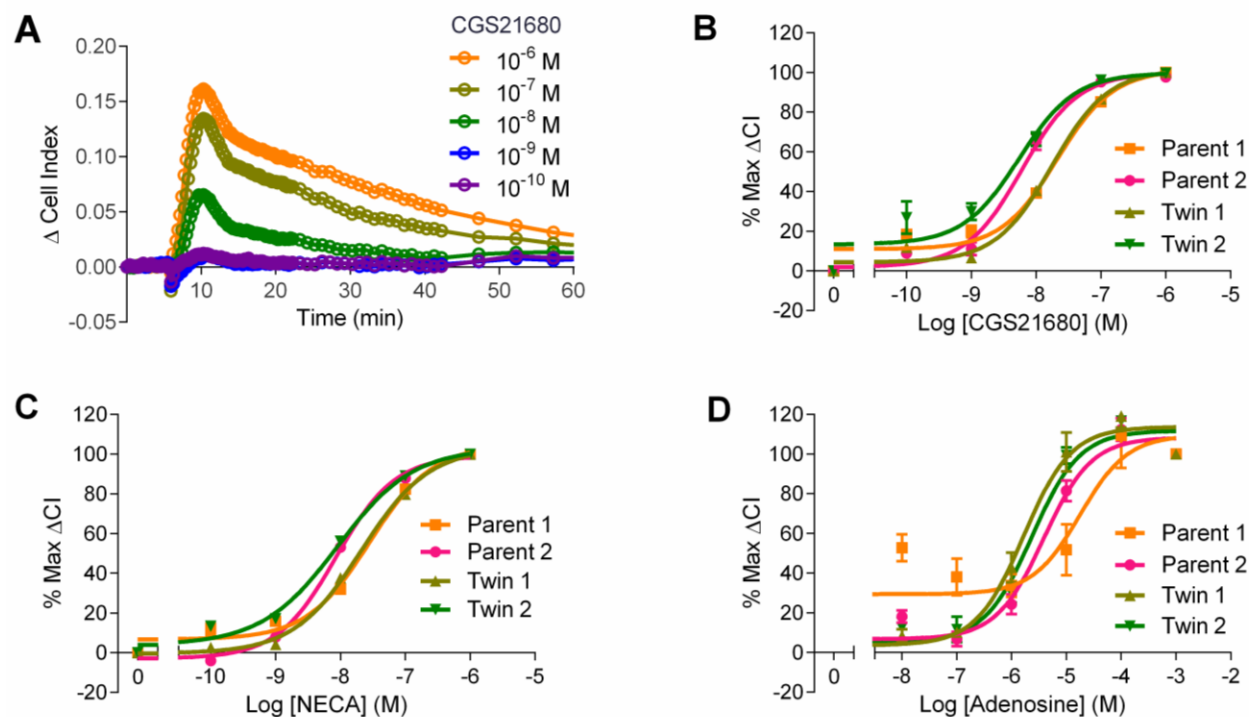 A
CGS21680
10⁻⁶ M
10⁻⁷ M
10⁻⁸ M
10⁻⁹ M
10⁻¹⁰ M
0.20
0.15
0.10
0.05
0.00
-0.05
Δ Cell Index
10 20 30 40 50 60
Time (min)
B
120
100
80
60
40
20
0
-20
% Max ΔCI
Parent 1
Parent 2
Twin 1
Twin 2
0 -10 -9 -8 -7 -6 -5
Log [CGS21680] (M)
C
120
100
80
60
40
20
0
-20
% Max ΔCI
Parent 1
Parent 2
Twin 1
Twin 2
0 -10 -9 -8 -7 -6 -5
Log [NECA] (M)
D
120
100
80
60
40
20
0
-20
% Max ΔCI
Parent 1
Parent 2
Twin 1
Twin 2
0 -8 -7 -6 -5 -4 -3 -2
Log [Adenosine] (M)